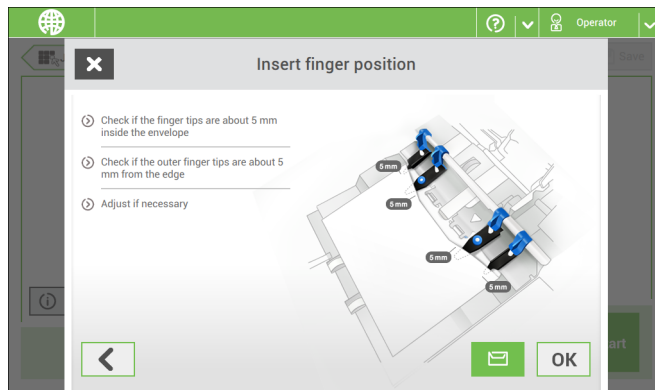 Operator
Save
Insert finger position
Check if the finger tips are about 5 mm
inside the envelope
Check if the outer finger tips are about 5
mm from the edge
Adjust if necessary
5 mm
5 mm
5 mm
5 mm
OK